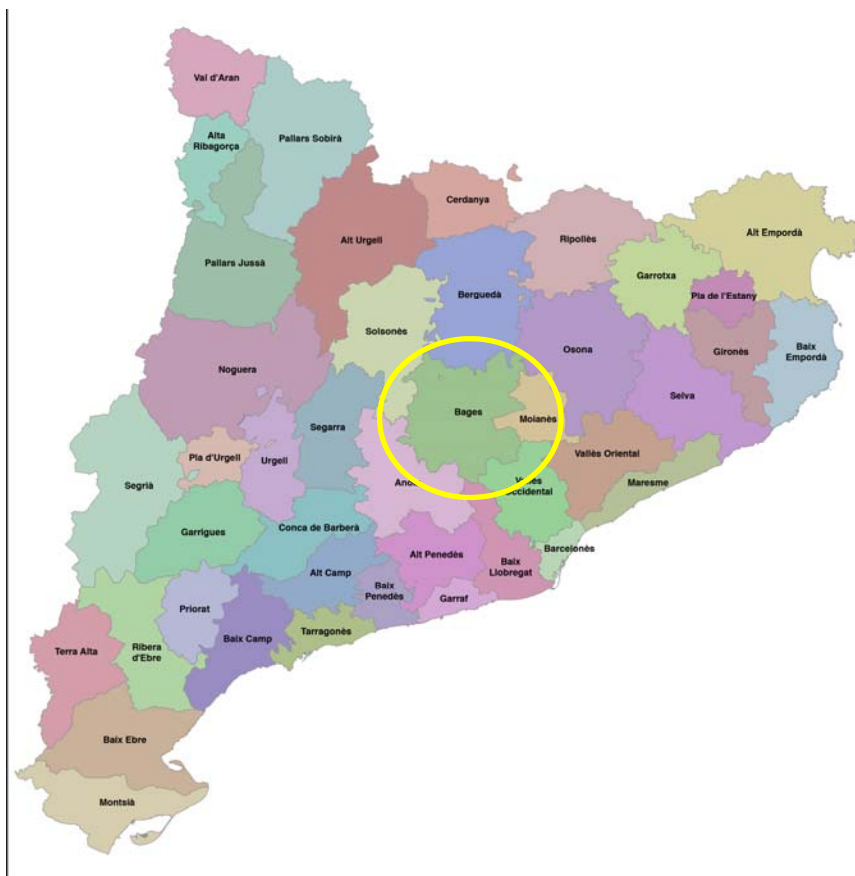 Val d'Aran
Alta
Ribagorça
Pallars Sobirà
Cerdanya
Alt Urgell
Ripollès
Alt Empordà
Pallars Jussà
Garrotxa
Berguedà
Pla de l'Estany
Solsonès
Osona
Gironès
Baix
Empordà
Noguera
Selva
Bages
Moianès
Segarra
Pla d'Urgell
Urgell
Vallès Oriental
Segrià
Maresme
Vallès
Occidental
Garrigues
Conca de Barberà
Barcelonès
Alt Penedès
Baix
Llobregat
Alt Camp
Baix
Penedès
Garraf
Priorat
Tarragonès
Baix Camp
Ribera
d'Ebre
Terra Alta
Baix Ebre
Montsià